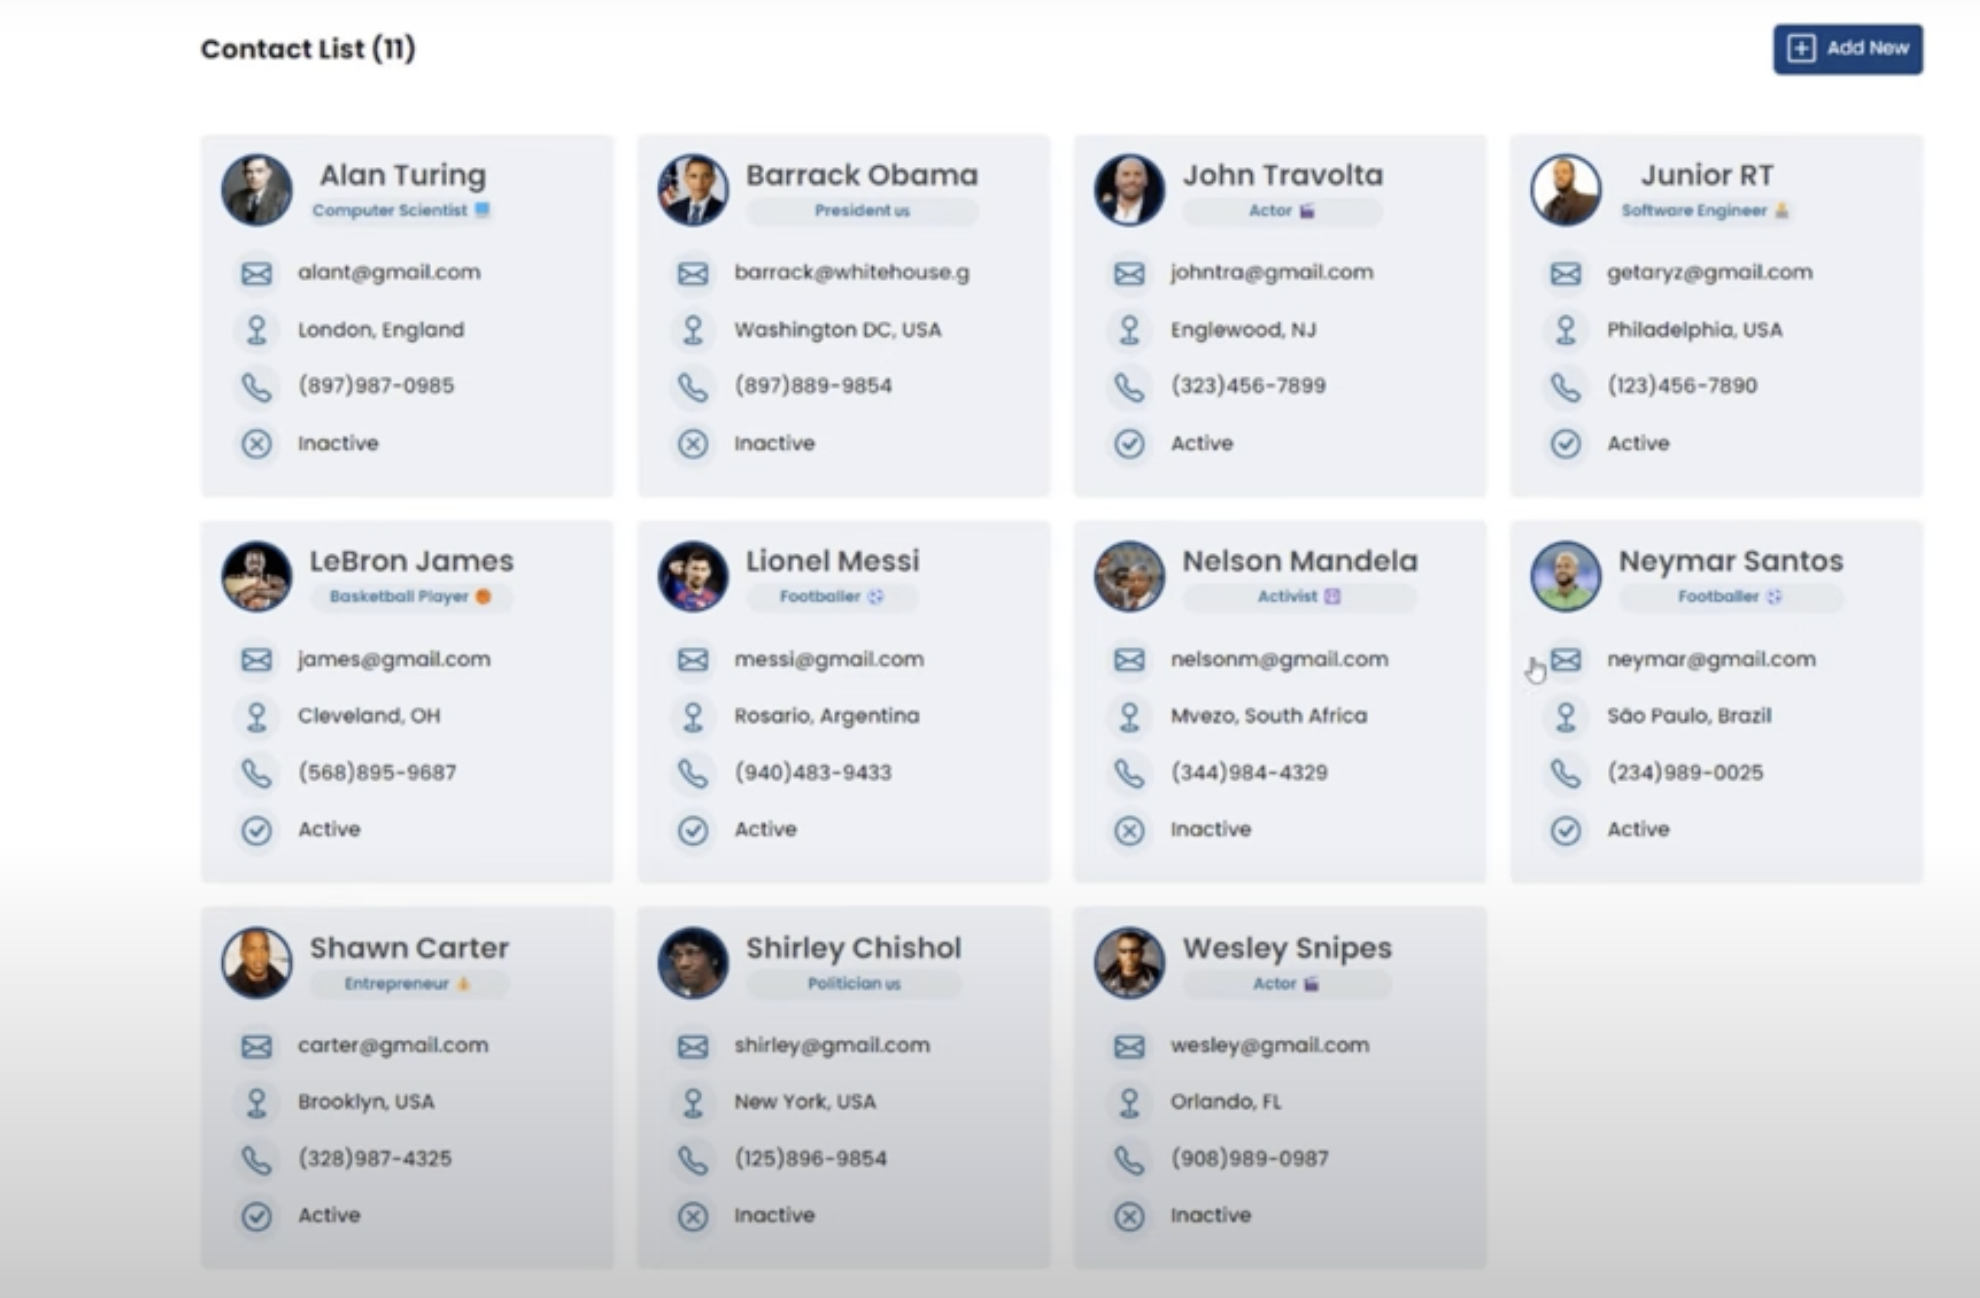 Contact List (11)
Add New
Alan Turing
Computer Scientist
alant@gmail.com
London, England
(897)987-0985
Inactive
Barrack Obama
President us
barrack@whitehouse.g
Washington DC, USA
(897)889-9854
Inactive
John Travolta
Actor
johntra@gmail.com
Englewood, NJ
(323)456-7899
Active
Junior RT
Software Engineer
getaryz@gmail.com
Philadelphia, USA
(123)456-7890
Active
LeBron James
Basketball Player
james@gmail.com
Cleveland, OH
(568)895-9687
Active
Lionel Messi
Footballer
messi@gmail.com
Rosario, Argentina
(940)483-9433
Active
Nelson Mandela
Activist
nelsonm@gmail.com
Mvezo, South Africa
(344)984-4329
Inactive
Neymar Santos
Footballer
neymar@gmail.com
São Paulo, Brazil
(234)989-0025
Active
Shawn Carter
Entrepreneur
carter@gmail.com
Brooklyn, USA
(328)987-4325
Active
Shirley Chishol
Politician us
shirley@gmail.com
New York, USA
(125)896-9854
Inactive
Wesley Snipes
Actor
wesley@gmail.com
Orlando, FL
(908)989-0987
Inactive